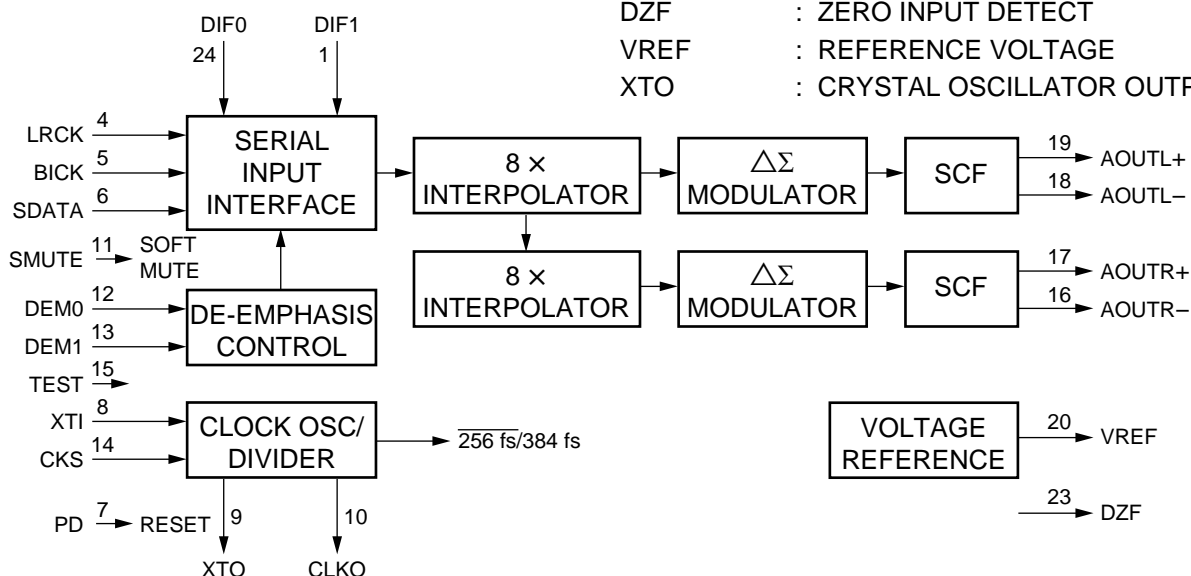 DZF : ZERO INPUT DETECT
VREF : REFERENCE VOLTAGE
XTO : CRYSTAL OSCILLATOR OUTP
DIF0
24
DIF1
1
LRCK 4
BICK 5
SDATA 6
SERIAL
INPUT
INTERFACE
8 ×
INTERPOLATOR
△Σ
MODULATOR
SCF
19 AOUTL+
18 AOUTL−
SMUTE 11 SOFT
MUTE
8 ×
INTERPOLATOR
△Σ
MODULATOR
SCF
17 AOUTR+
16 AOUTR−
DEM0 12
DEM1 13
DE-EMPHASIS
CONTROL
TEST 15
XTI 8
CKS 14
CLOCK OSC/
DIVIDER
256 fs/384 fs
VOLTAGE
REFERENCE
20 VREF
23 DZF
PD 7 RESET
9
10
XTO
CLKO